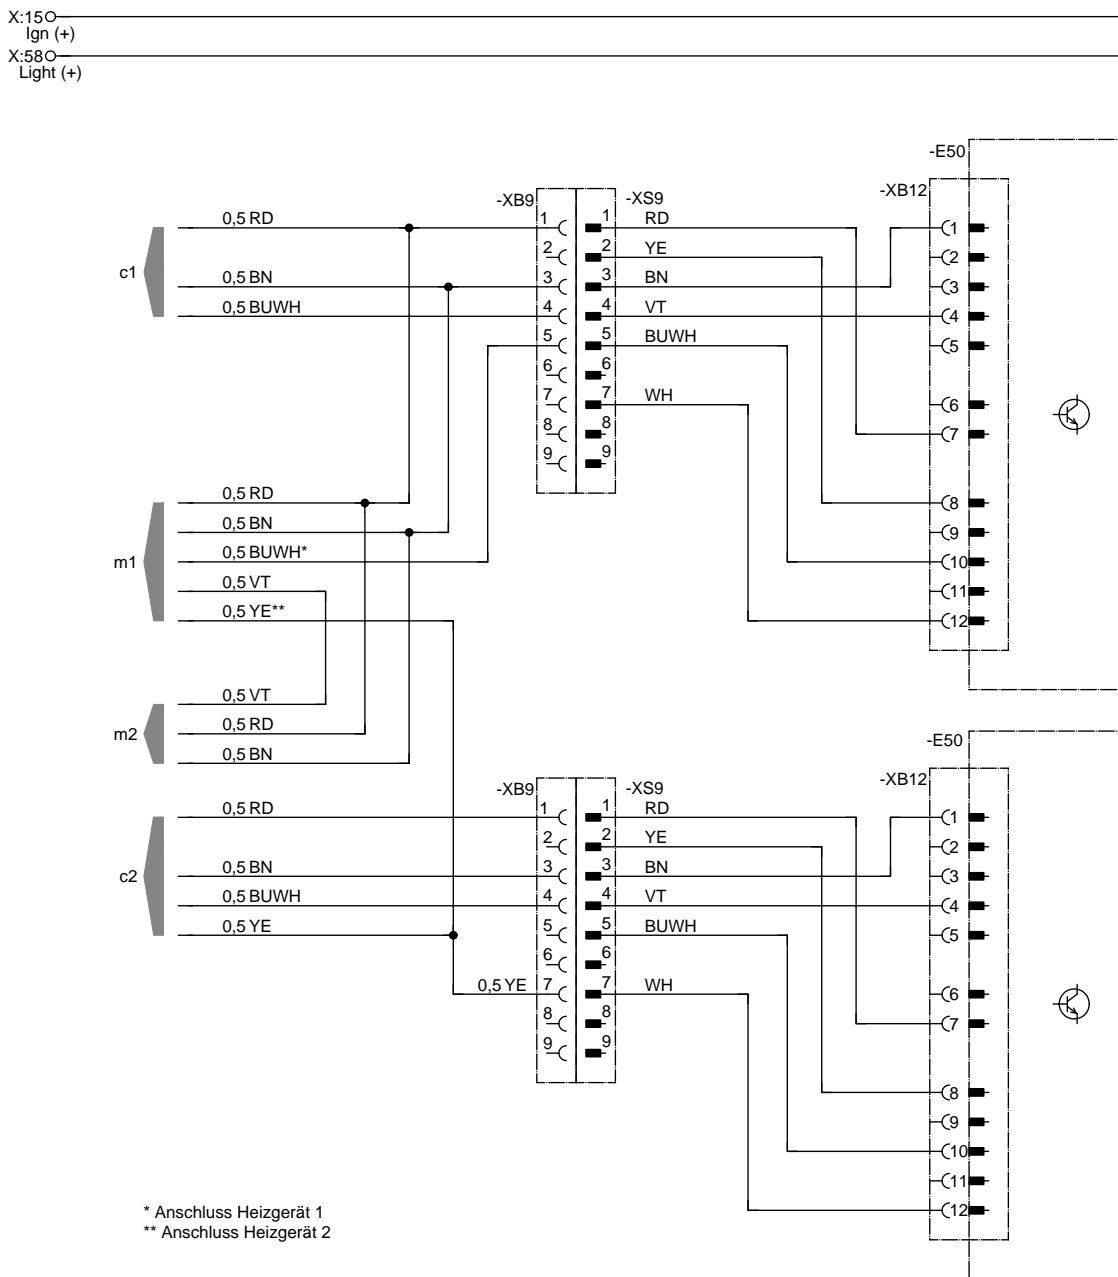 X:15
Ign (+)
X:58
Light (+)
-E50
-XB12
-XB9
-XS9
c1
0,5 RD
0,5 BN
0,5 BUWH
1
2
3
4
5
6
7
8
9
1
2
3
4
5
6
7
8
9
RD
YE
BN
VT
BUWH
WH
1
2
3
4
5
6
7
8
9
10
11
12
m1
0,5 RD
0,5 BN
0,5 BUWH*
0,5 VT
0,5 YE**
m2
0,5 VT
0,5 RD
0,5 BN
-E50
-XB12
-XB9
-XS9
c2
0,5 RD
0,5 BN
0,5 BUWH
0,5 YE
0,5 YE
1
2
3
4
5
6
7
8
9
1
2
3
4
5
6
7
8
9
RD
YE
BN
VT
BUWH
WH
1
2
3
4
5
6
7
8
9
10
11
12
* Anschluss Heizgerät 1
** Anschluss Heizgerät 2